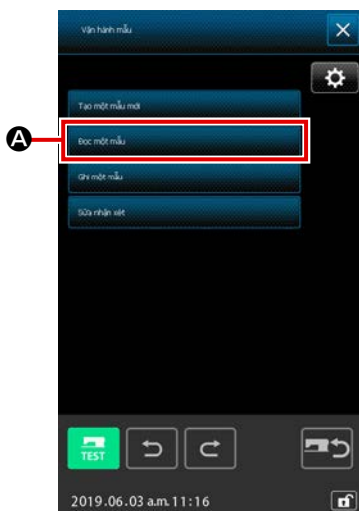 Vận hành mẫu
Tạo một mẫu mới
A
Đọc một mẫu
Ghi một mẫu
Sửa nhận xét
TEST
2019.06.03 a.m. 11:16